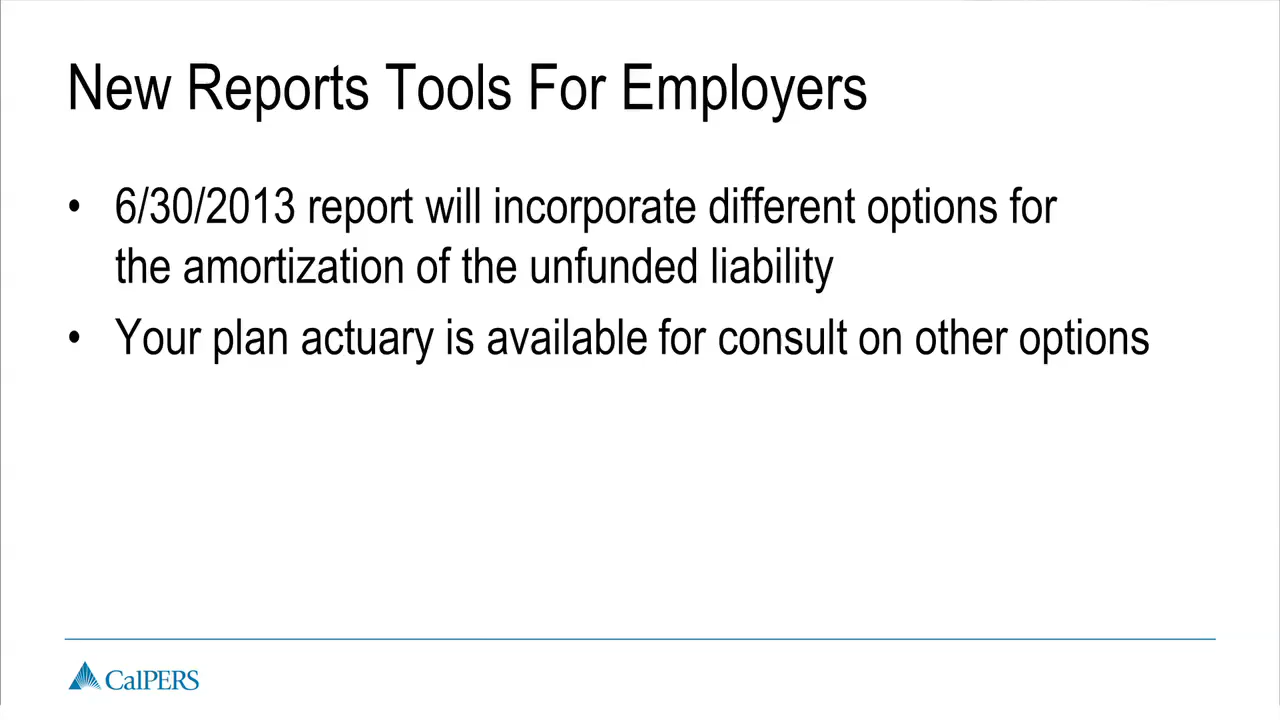 New Reports Tools For Employers
• 6/30/2013 report will incorporate different options for
the amortization of the unfunded liability
• Your plan actuary is available for consult on other options
CalPERS